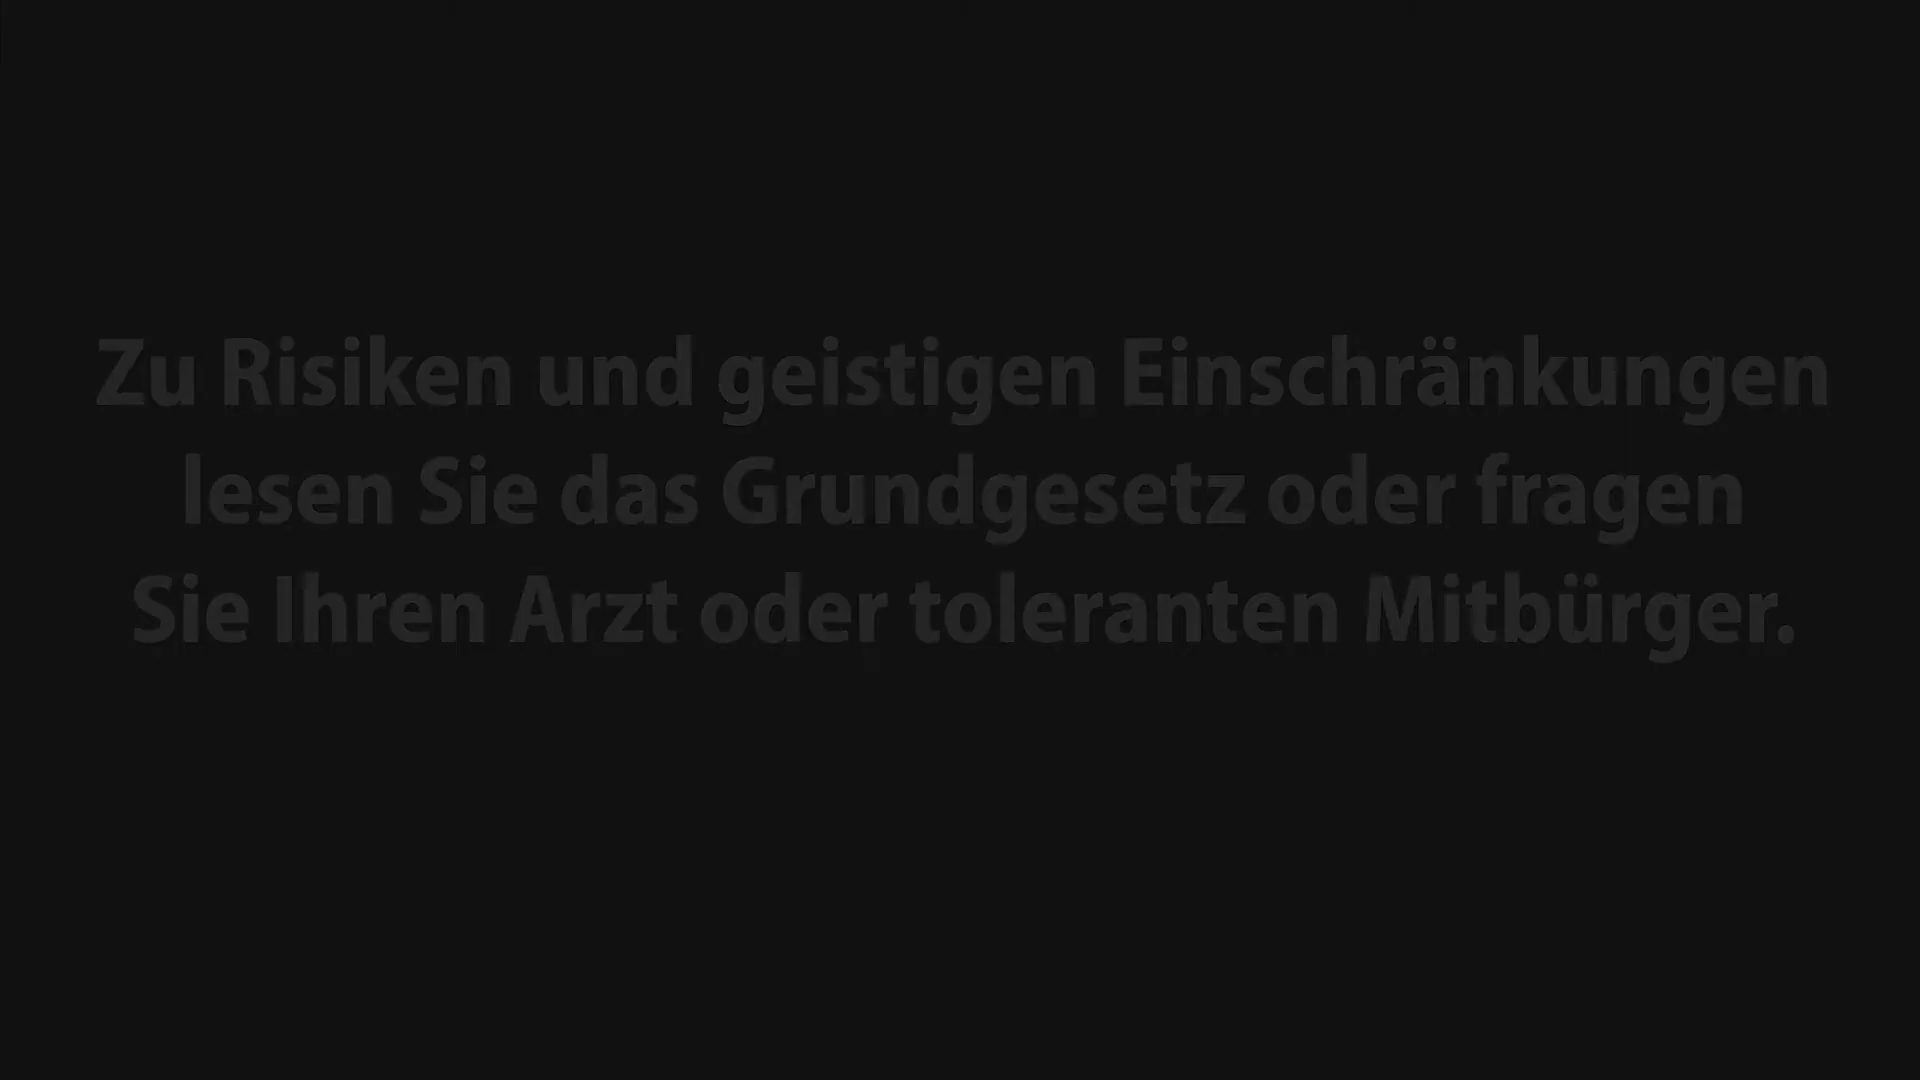 Zu Risiken und geistigen Einschränkungen
lesen Sie das Grundgesetz oder fragen
Sie Ihren Arzt oder toleranten Mitbürger.